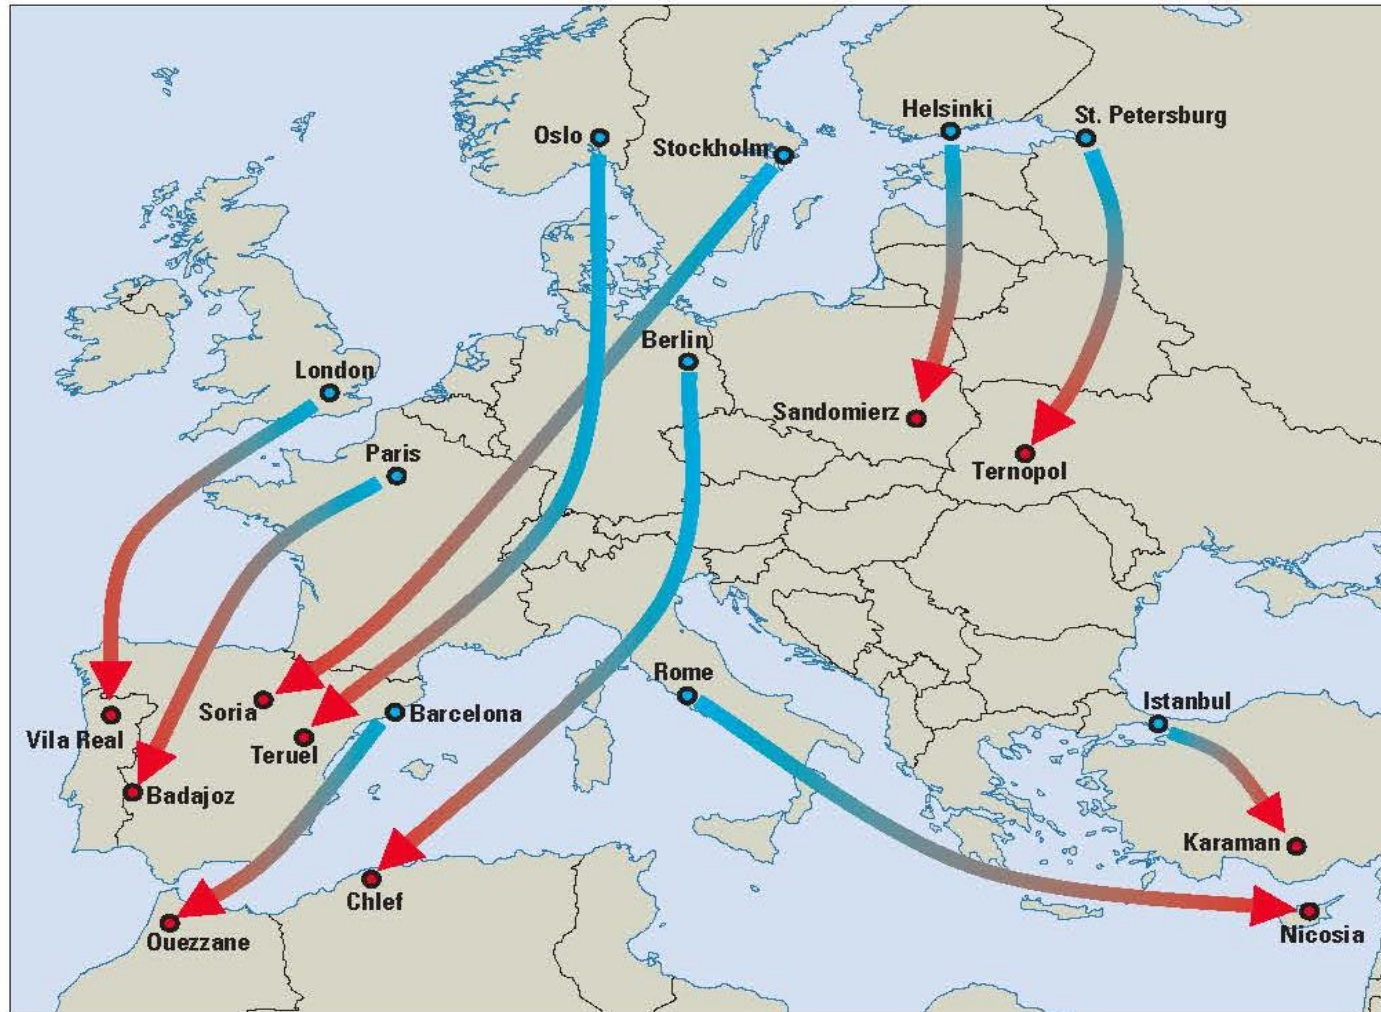 Helsinki
St. Petersburg
Oslo
Stockholm
Berlin
London
Sandomierz
Paris
Ternopol
Rome
Istanbul
Soria
Barcelona
Vila Real
Teruel
Badajoz
Karaman
Chlef
Ouezzane
Nicosia